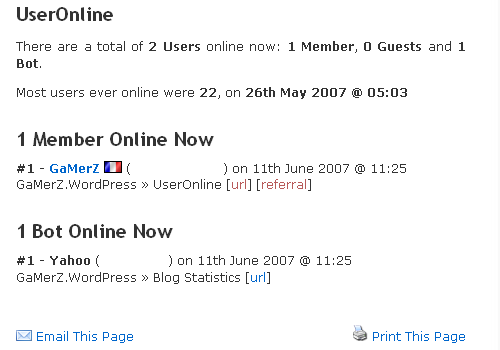 UserOnline
There are a total of 2 Users online now: 1 Member, 0 Guests and 1
Bot.
Most users ever online were 22, on 26th May 2007 @ 05:03
1 Member Online Now
#1 - GaMerZ ( ) on 11th June 2007 @ 11:25
GaMerZ.WordPress » UserOnline [url] [referral]
1 Bot Online Now
#1 - Yahoo ( ) on 11th June 2007 @ 11:25
GaMerZ.WordPress » Blog Statistics [url]
Email This Page Print This Page